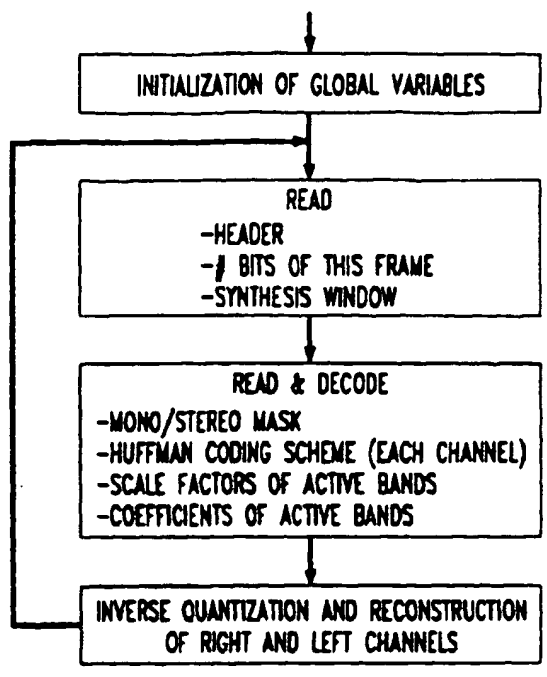 INITIALIZATION OF GLOBAL VARIABLES
READ
-HEADER
-# BITS OF THIS FRAME
-SYNTHESIS WINDOW
READ & DECODE
-MONO/STEREO MASK
-HUFFMAN CODING SCHEME (EACH CHANNEL)
-SCALE FACTORS OF ACTIVE BANDS
-COEFFICIENTS OF ACTIVE BANDS
INVERSE QUANTIZATION AND RECONSTRUCTION
OF RIGHT AND LEFT CHANNELS